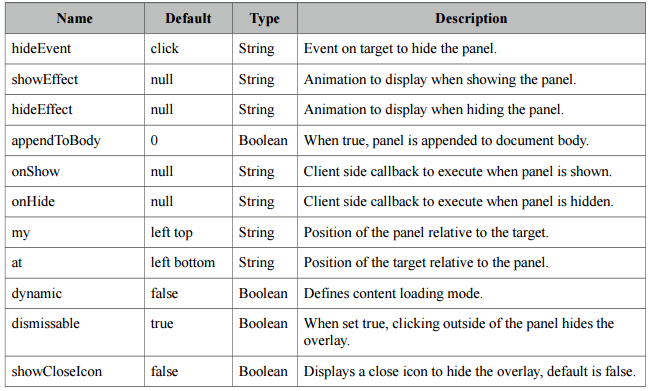 Name Default Type Description
hideEvent click String Event on target to hide the panel.
showEffect null String Animation to display when showing the panel.
hideEffect null String Animation to display when hiding the panel.
appendToBody 0 Boolean When true, panel is appended to document body.
onShow null String Client side callback to execute when panel is shown.
onHide null String Client side callback to execute when panel is hidden.
my left top String Position of the panel relative to the target.
at left bottom String Position of the target relative to the panel.
dynamic false Boolean Defines content loading mode.
dismissable true Boolean When set true, clicking outside of the panel hides the
overlay.
showCloseIcon false Boolean Displays a close icon to hide the overlay, default is false.